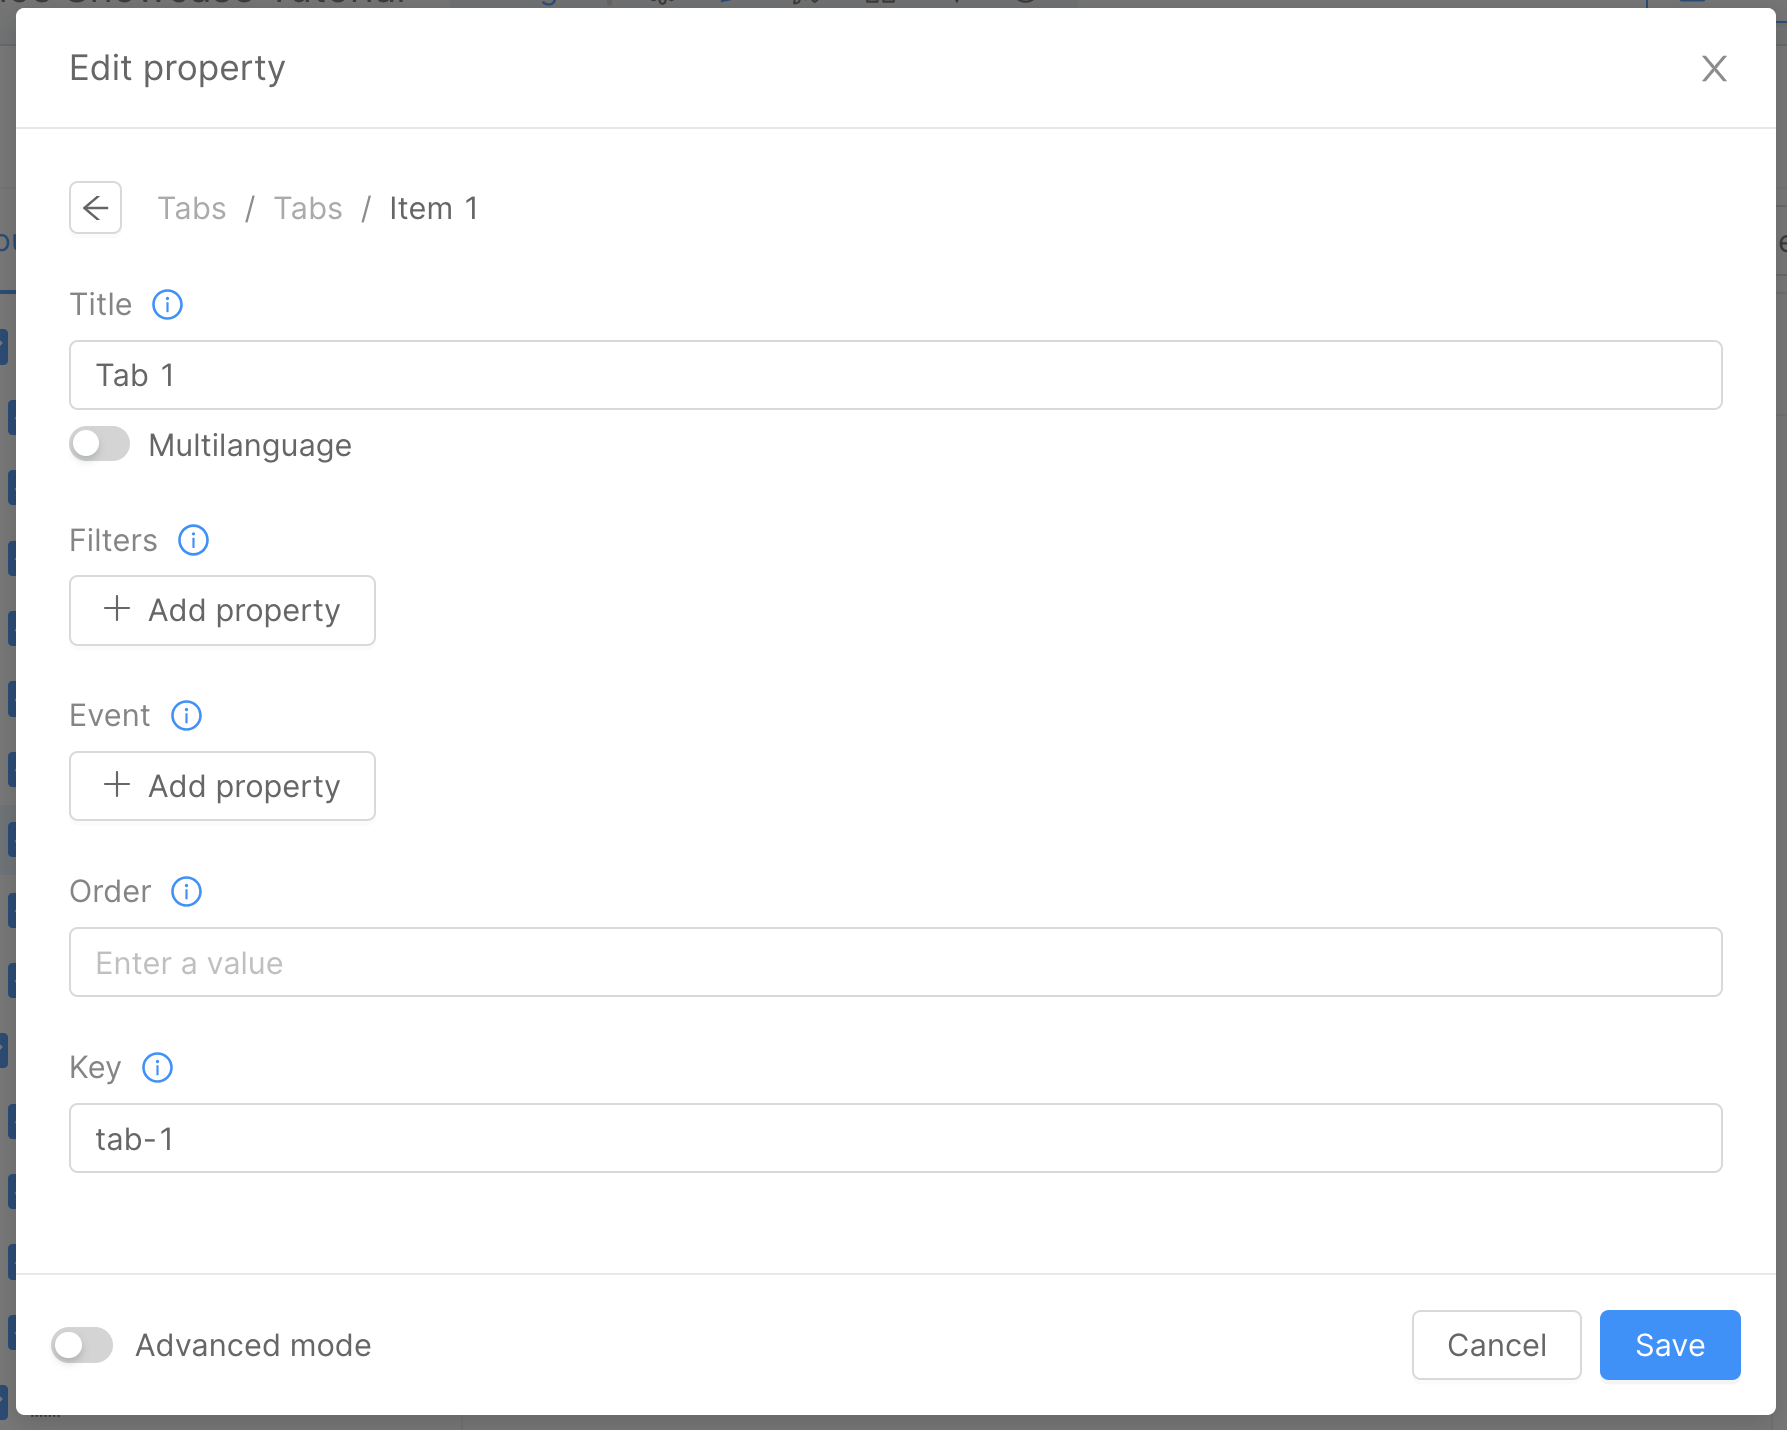 Edit property
Tabs / Tabs / Item 1
Title
Tab 1
Multilanguage
Filters
+ Add property
Event
+ Add property
Order
Enter a value
Key
tab-1
Advanced mode
Cancel
Save